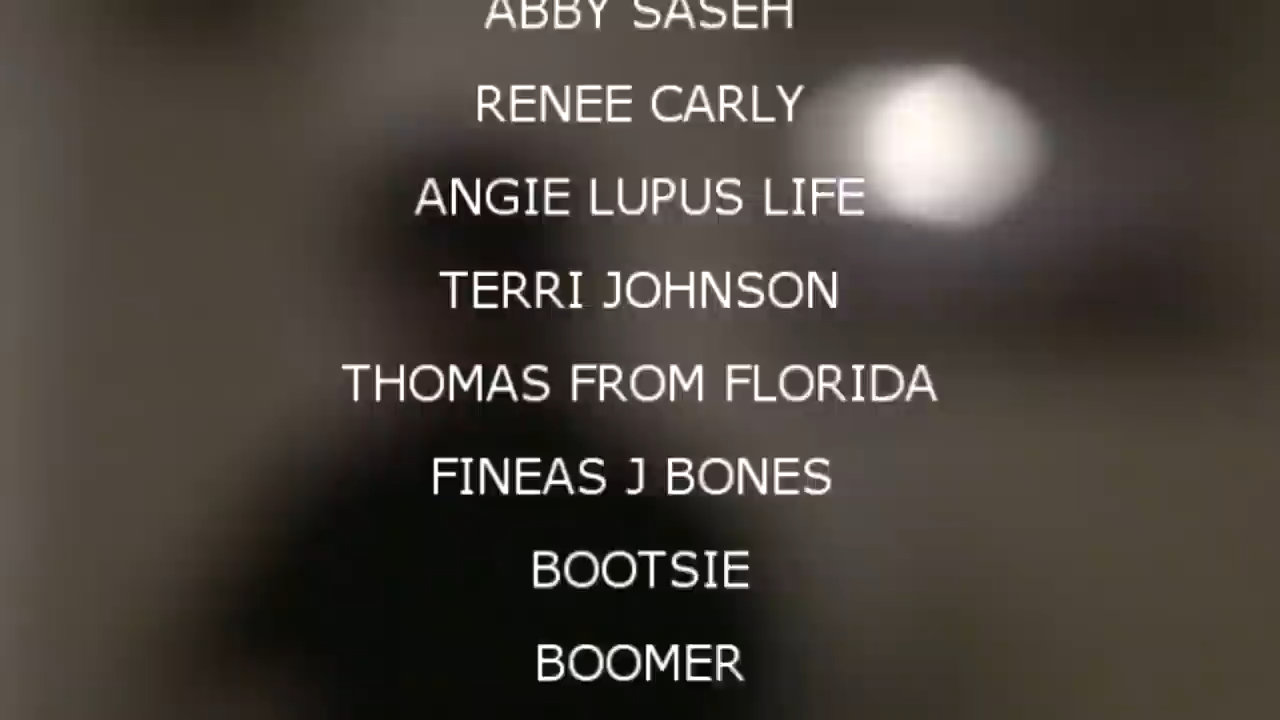 ABBY SASEH
RENEE CARLY
ANGIE LUPUS LIFE
TERRI JOHNSON
THOMAS FROM FLORIDA
FINEAS J BONES
BOOTSIE
BOOMER